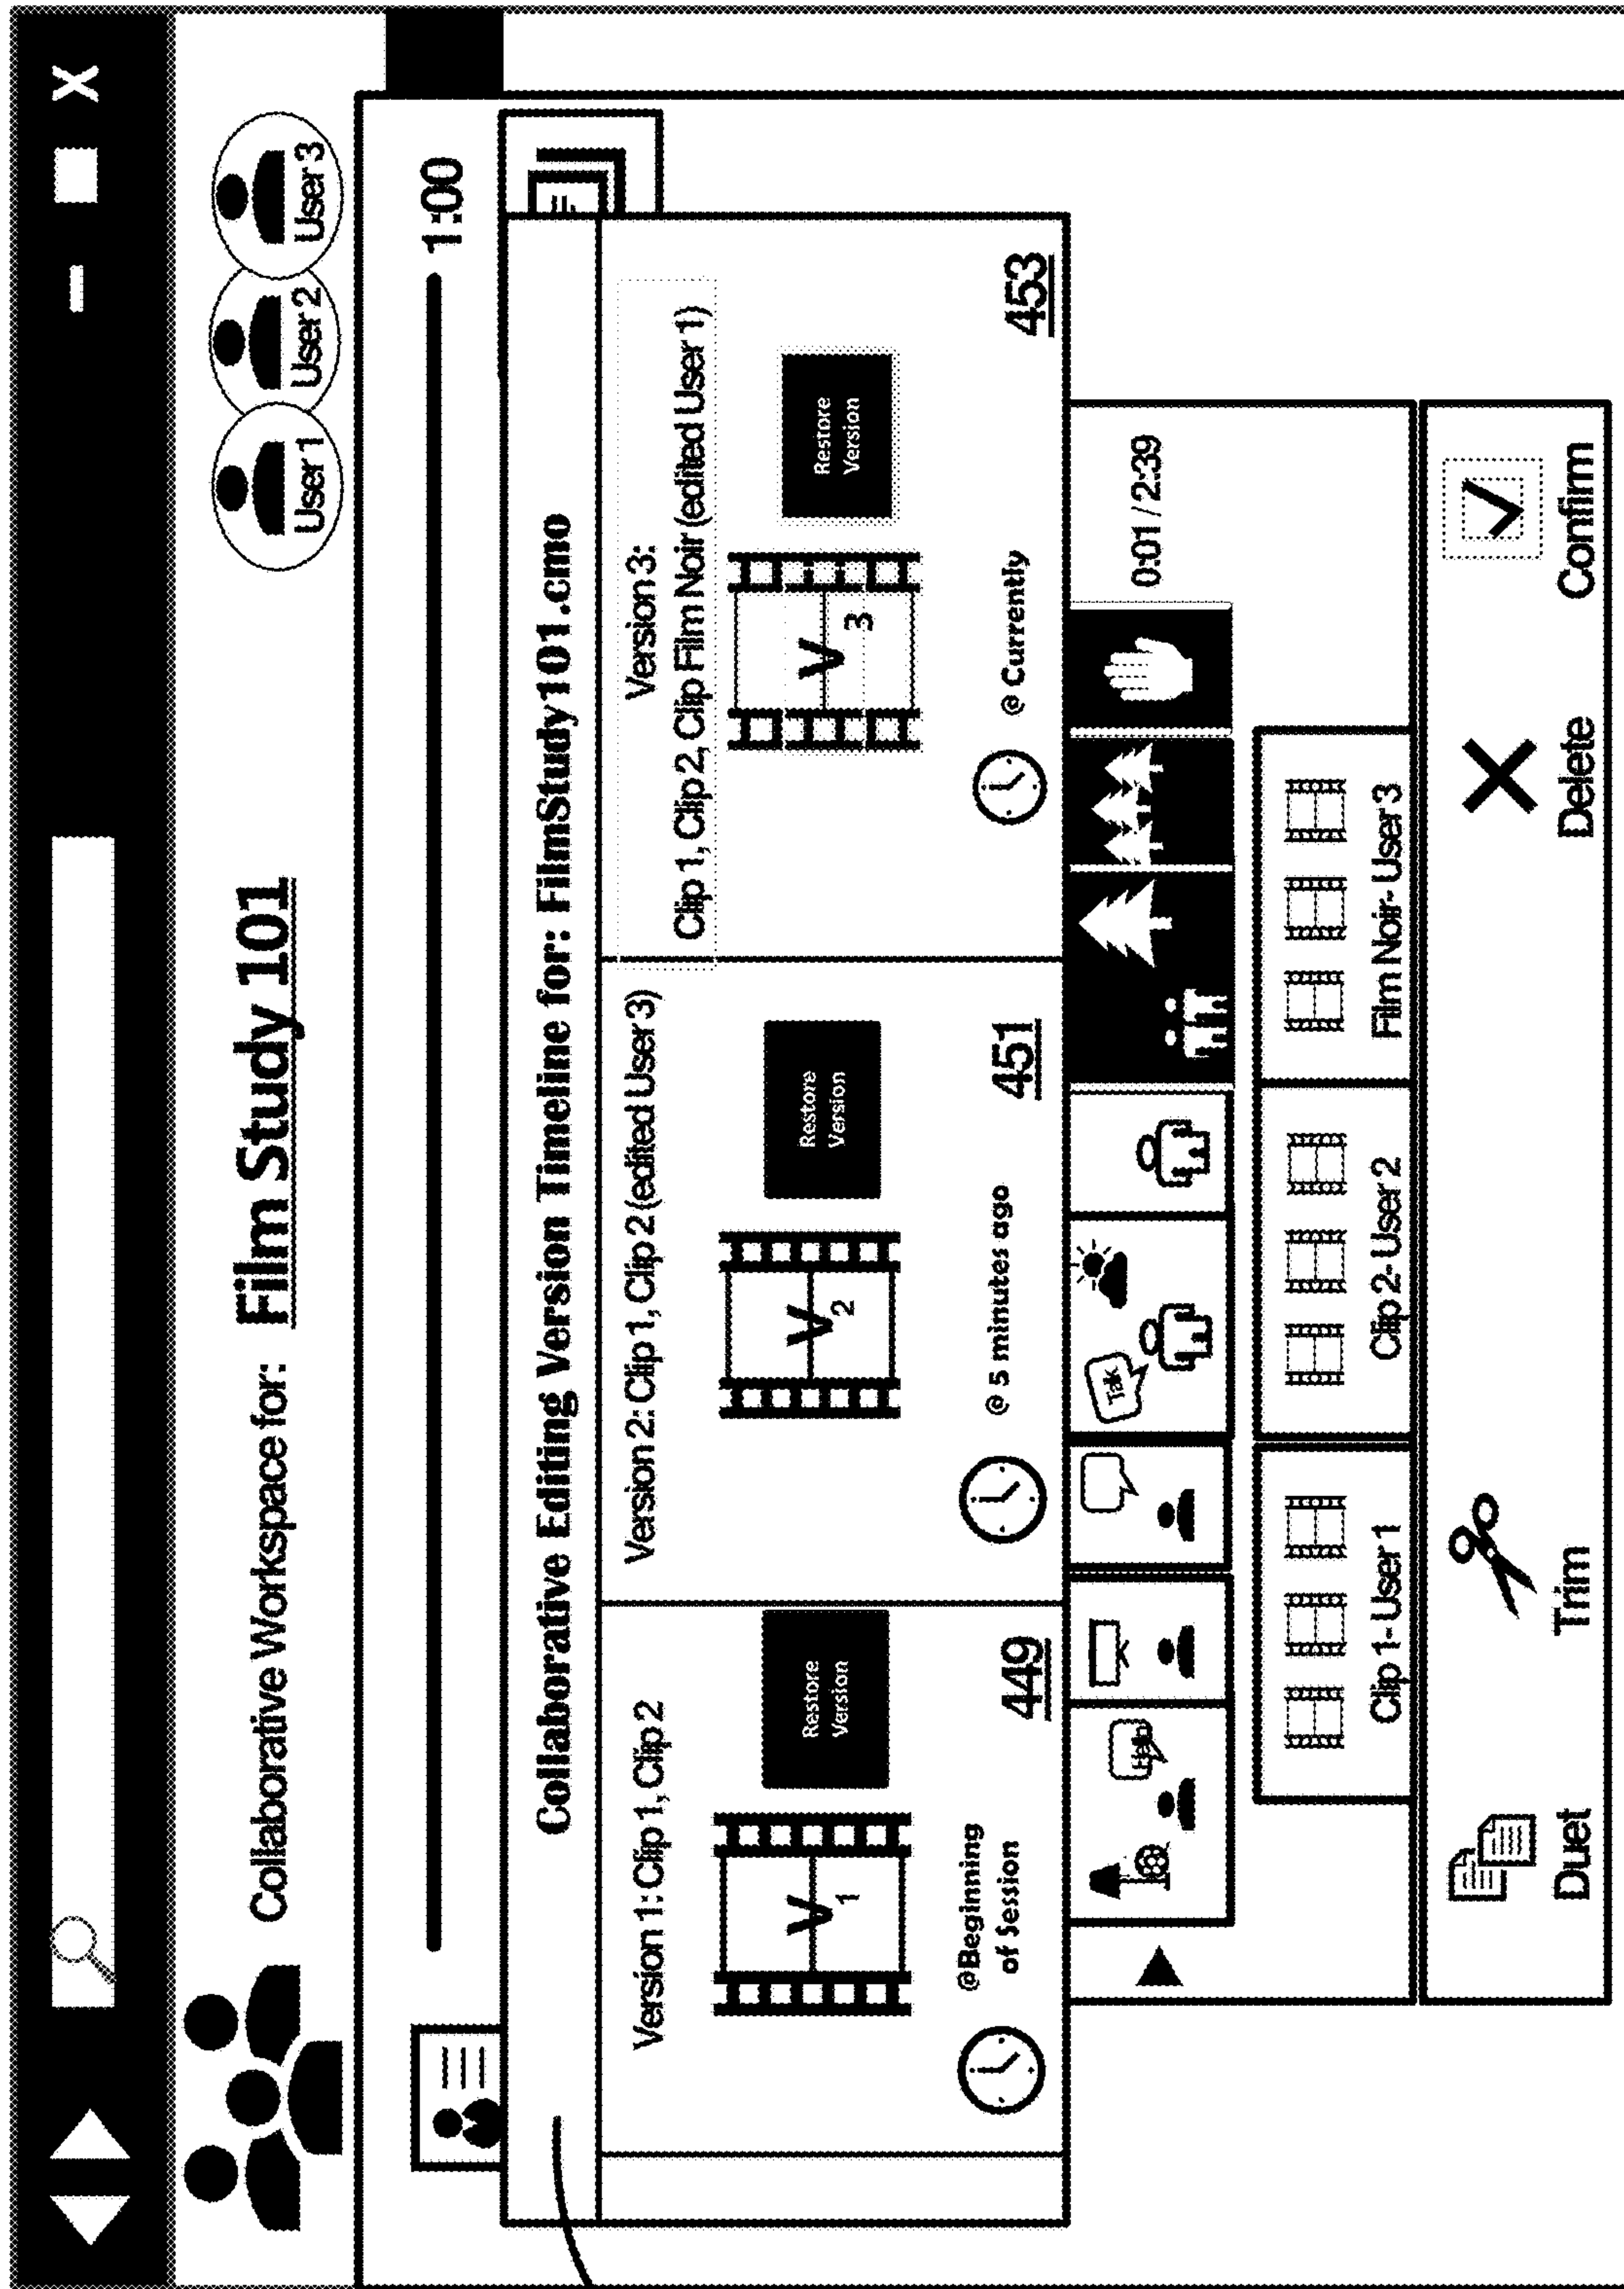 X
Collaborative Workspace for: Film Study 101
User 1
User 2
User 3
1:00
Collaborative Editing Version Timeline for: FilmStudy101.cmo
Version 1: Clip 1, Clip 2
V
1
Restore
Version
@Beginning
of Session
449
Version 2: Clip 1, Clip 2 (edited User 3)
V
2
Restore
Version
@ 5 minutes ago
451
Version 3:
Clip 1, Clip 2, Clip Film Noir (edited User 1)
V
3
Restore
Version
@ Currently
453
Hello
Talk
0:01 / 2:39
Clip 1- User 1
Clip 2- User 2
Film Noir- User 3
Duet
Trim
Delete
Confirm